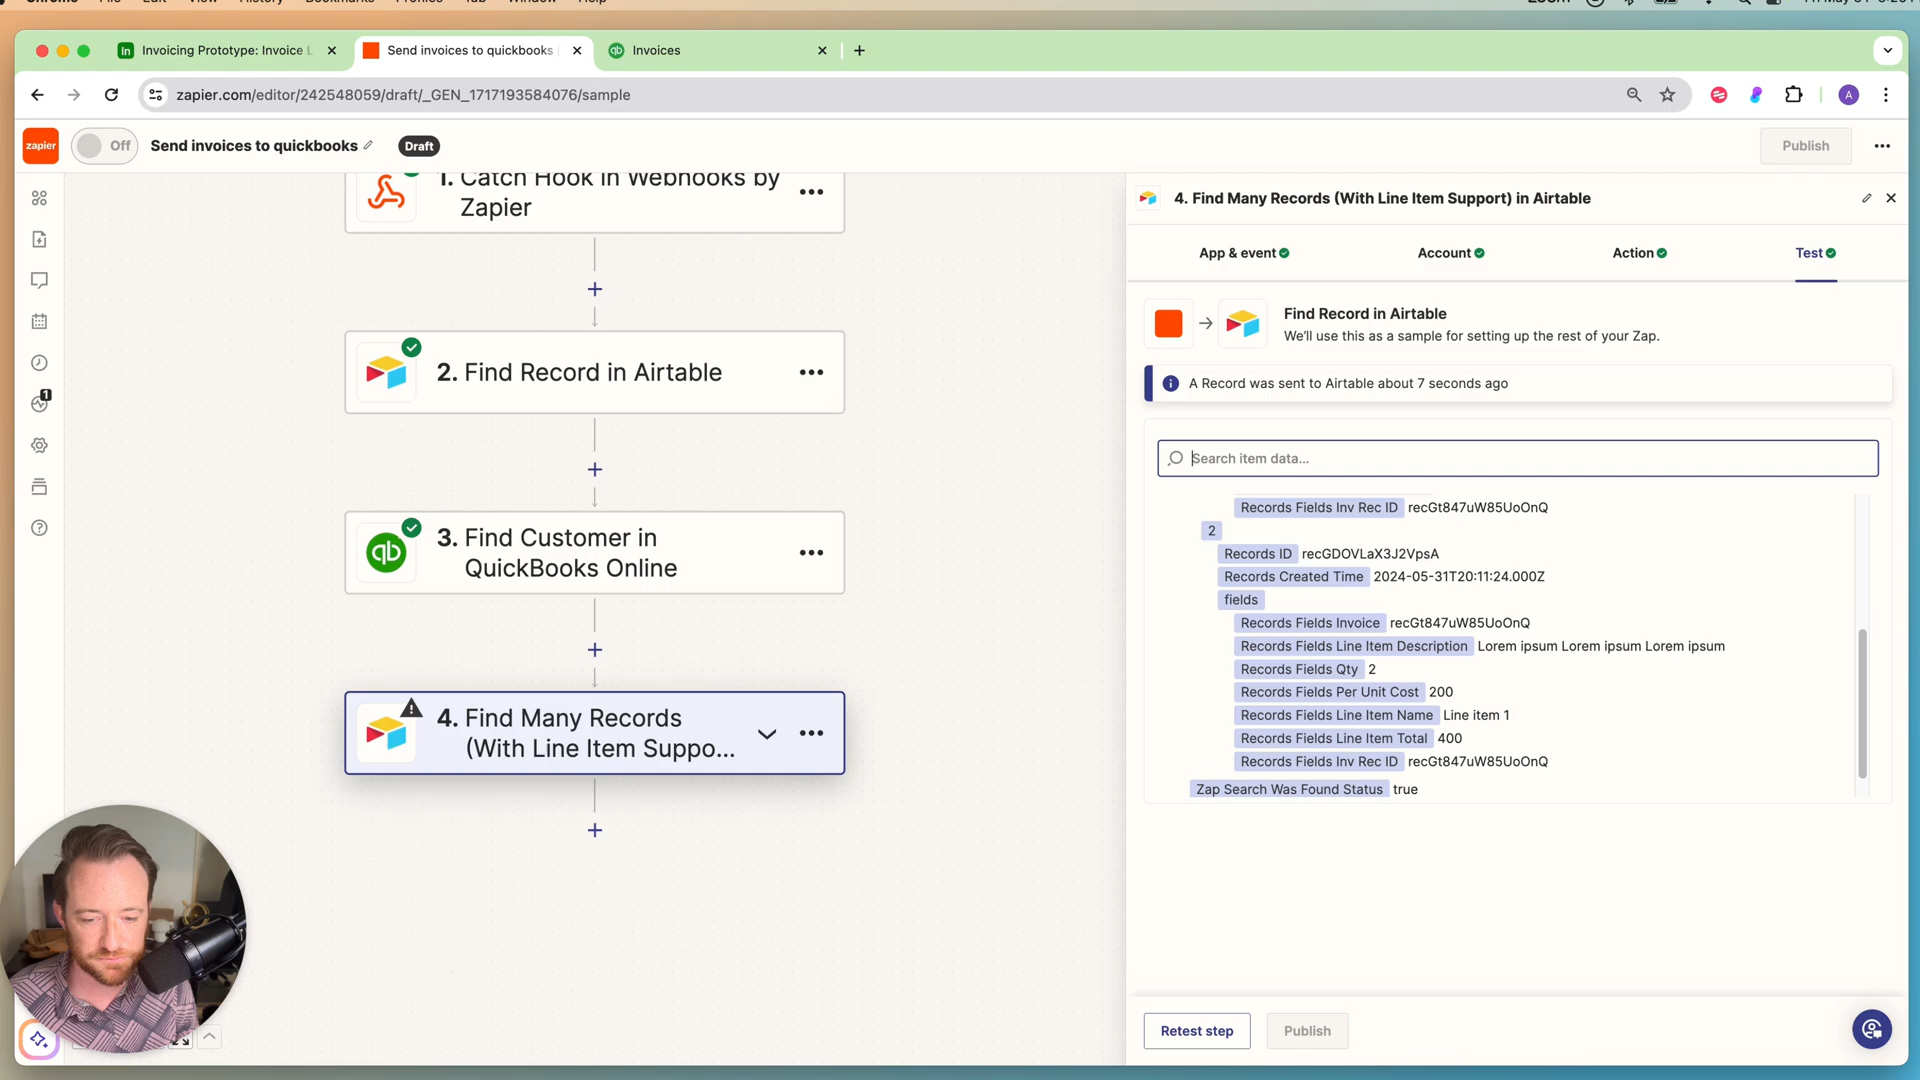 Invoicing Prototype: Invoice L
Send invoices to quickbooks
Invoices
zapier.com/editor/242548059/draft/_GEN_1717193584076/sample
A
zapier
Off
Send invoices to quickbooks
Draft
Publish
1. Catch Hook in Webhooks by
Zapier
2. Find Record in Airtable
3. Find Customer in
QuickBooks Online
4. Find Many Records
(With Line Item Suppo...
1
4. Find Many Records (With Line Item Support) in Airtable
App & event
Account
Action
Test
Find Record in Airtable
We'll use this as a sample for setting up the rest of your Zap.
A Record was sent to Airtable about 7 seconds ago
Search item data...
Records Fields Inv Rec ID recGt847uW85UoOnQ
2
Records ID recGDOVLaX3J2VpsA
Records Created Time 2024-05-31T20:11:24.000Z
fields
Records Fields Invoice recGt847uW85UoOnQ
Records Fields Line Item Description Lorem ipsum Lorem ipsum Lorem ipsum
Records Fields Qty 2
Records Fields Per Unit Cost 200
Records Fields Line Item Name Line item 1
Records Fields Line Item Total 400
Records Fields Inv Rec ID recGt847uW85UoOnQ
Zap Search Was Found Status true
Retest step
Publish